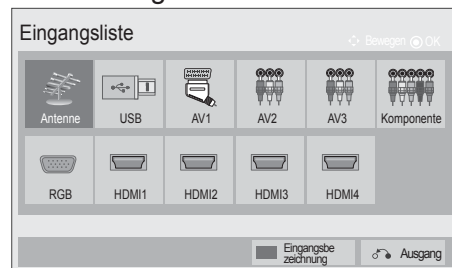 Eingangsliste
Bewegen OK
Antenne USB AV1 AV2 AV3 Komponente
RGB HDMI1 HDMI2 HDMI3 HDMI4
Eingangsbe
zeichnung
Ausgang